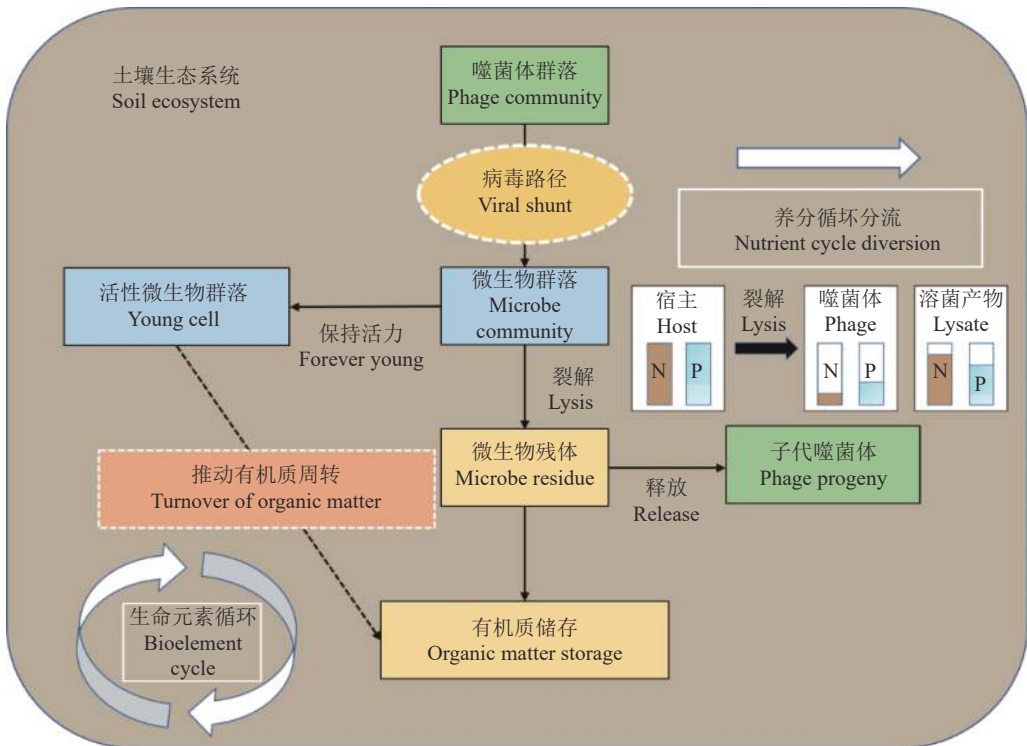 土壤生态系统
Soil ecosystem
噬菌体群落
Phage community
病毒路径
Viral shunt
养分循环分流
Nutrient cycle diversion
活性微生物群落
Young cell
保持活力
Forever young
微生物群落
Microbe
community
裂解
Lysis
宿主
Host
N
P
裂解
Lysis
噬菌体
Phage
N
P
溶菌产物
Lysate
N
P
推动有机质周转
Turnover of organic matter
微生物残体
Microbe residue
释放
Release
子代噬菌体
Phage progeny
生命元素循环
Bioelement
cycle
有机质储存
Organic matter storage